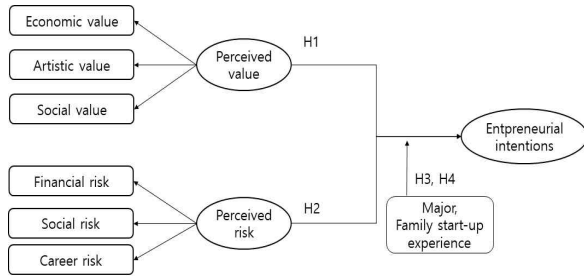 Economic value
Artistic value
Social value
Perceived
value
H1
Entpreneurial
intentions
Financial risk
Social risk
Career risk
Perceived
risk
H2
H3, H4
Major,
Family start-up
experience